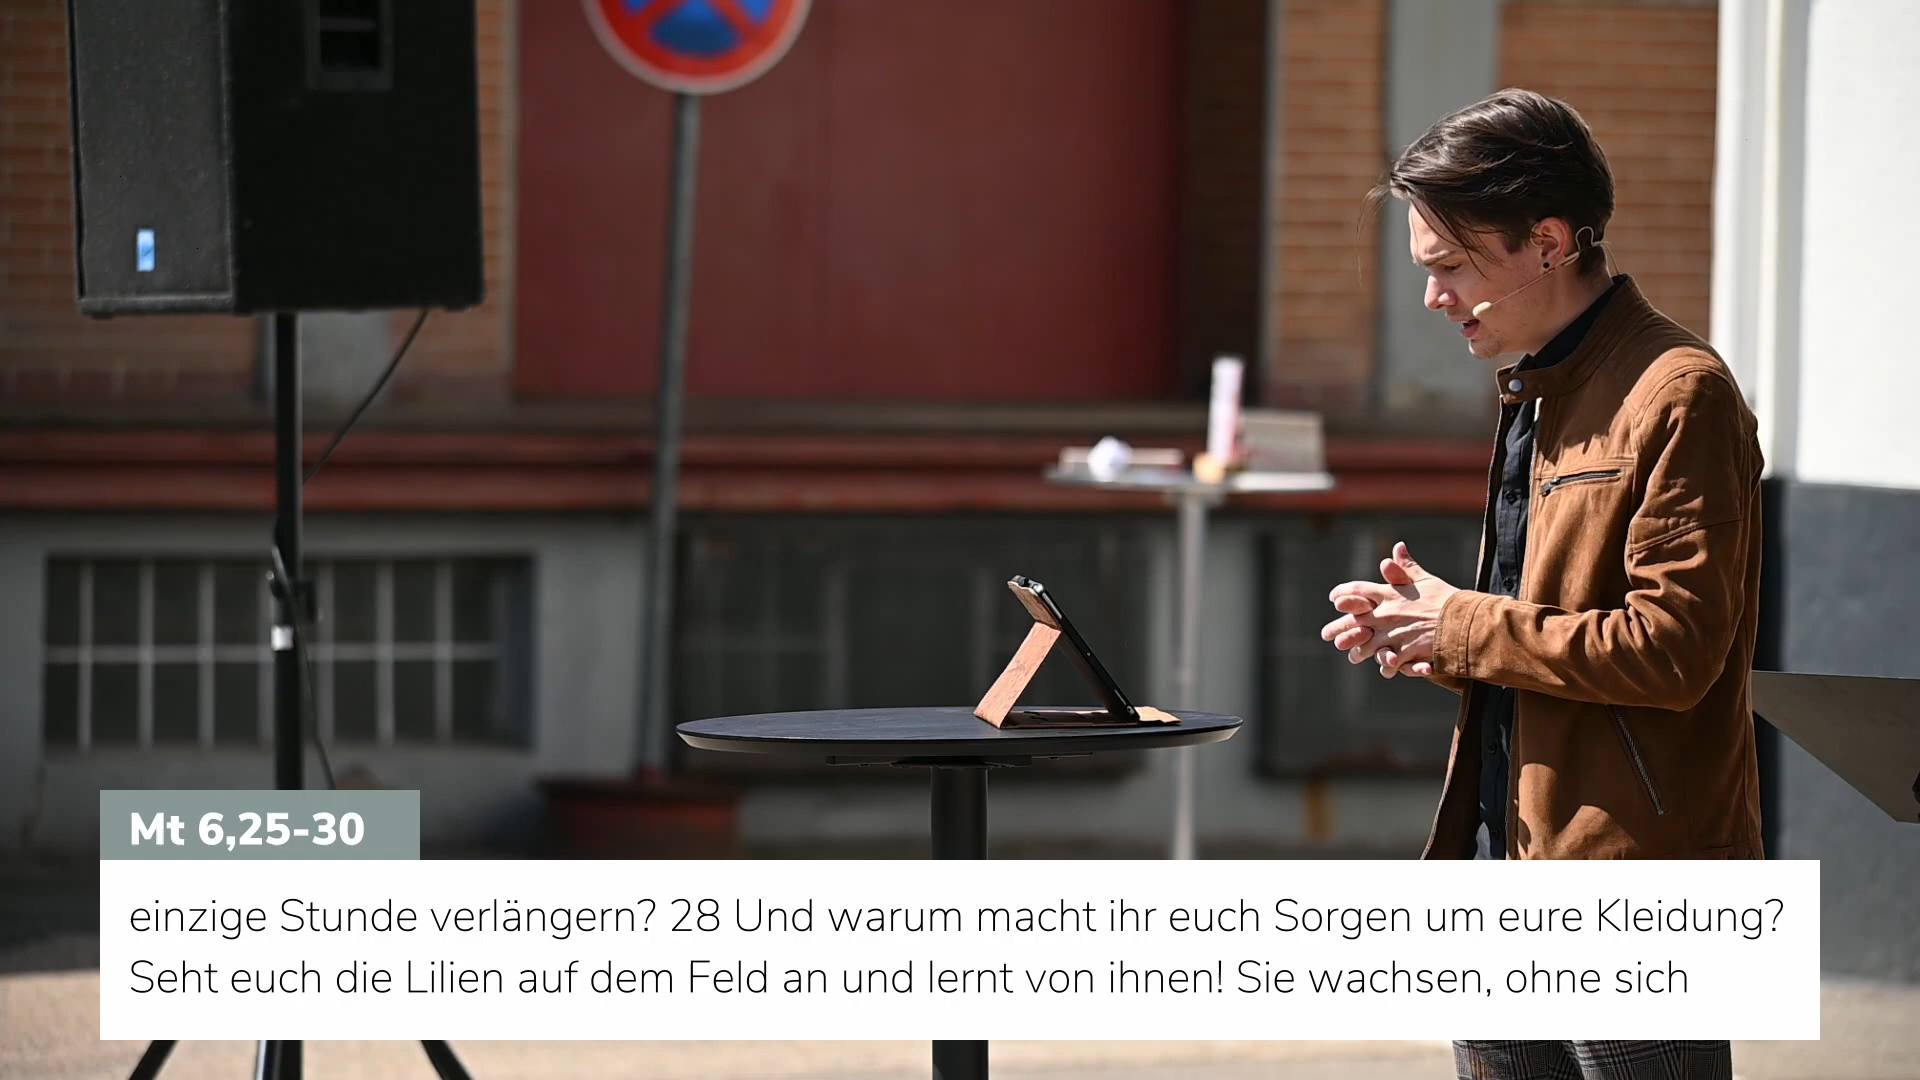 Mt 6,25-30
einzige Stunde verlängern? 28 Und warum macht ihr euch Sorgen um eure Kleidung?
Seht euch die Lilien auf dem Feld an und lernt von ihnen! Sie wachsen, ohne sich